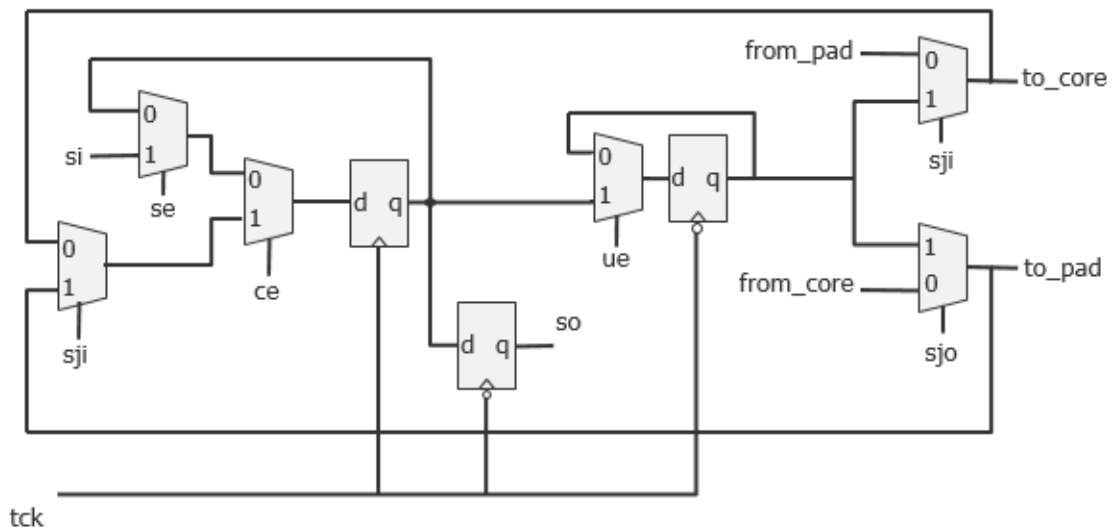 from_pad
0
to_core
1
sji
0
si
1
se
0
1
ce
d q
0
1
ue
d q
0
1
sji
1
to_pad
from_core
0
sjo
so
d q
tck